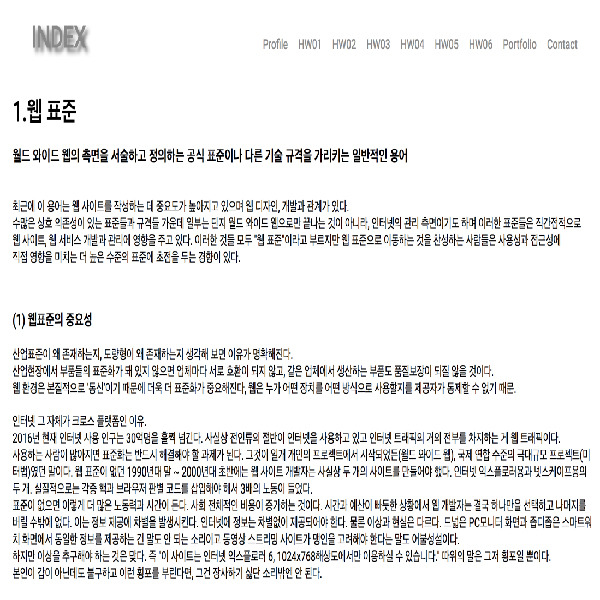 INDEX
Profile HW01 HW02 HW03 HW04 HW05 HW06 Portfolio Contact
1.웹 표준
월드 와이드 웹의 측면을 서술하고 정의하는 공식 표준이나 다른 기술 규격을 가리키는 일반적인 용어
최근에 이 용어는 웹 사이트를 작성하는 데 중요도가 높아지고 있으며 웹 디자인, 개발과 관계가 있다.
수많은 상호 의존성이 있는 표준들과 규격들 가운데 일부는 단지 월드 와이드 웹으로만 끝나는 것이 아니라, 인터넷의 관리 측면이기도 하며 이러한 표준들은 직간접적으로
웹 사이트, 웹 서비스 개발과 관리에 영향을 주고 있다. 이러한 것들 모두 "웹 표준"이라고 부르지만 웹 표준으로 이동하는 것을 찬성하는 사람들은 사용성과 접근성에
직접 영향을 미치는 더 높은 수준의 표준에 초점을 두는 경향이 있다.
(1) 웹표준의 중요성
산업표준이 왜 존재하는지, 도량형이 왜 존재하는지 생각해 보면 이유가 명확해진다.
산업현장에서 부품들의 표준화가 돼 있지 않으면 업체마다 서로 호환이 되지 않고, 같은 업체에서 생산하는 부품도 품질보장이 되질 않을 것이다.
웹 환경은 본질적으로 '통신'이기 때문에 더욱 더 표준화가 중요해진다, 웹은 누가 어떤 장치를 어떤 방식으로 사용할지를 제공자가 통제할 수 없기 때문.
인터넷 그 자체가 크로스 플랫폼인 이유.
2016년 현재 인터넷 사용 인구는 30억명을 훌쩍 넘긴다. 사실상 전인류의 절반이 인터넷을 사용하고 있고 인터넷 트래픽의 거의 전부를 차지하는 게 웹 트래픽이다.
사용하는 사람이 많아지면 표준화는 반드시 해결해야 할 과제가 된다. 그것이 일개 개인의 프로젝트에서 시작되었든(월드 와이드 웹), 국제 연합 수준의 국대규모 프로젝트(미
터법)였던 말이다. 웹 표준이 없던 1990년대 말 ~ 2000년대 초반에는 웹 사이트 개발자는 사실상 두 가의 사이트를 만들어야 했다. 인터넷 익스플로러용과 넷스케이프용의
두 개. 실질적으로는 각종 핵과 브라우저 판별 코드를 삽입해야 해서 3배의 노동이 들었다.
표준이 없으면 이렇게 더 많은 노동력과 시간이 든다. 사회 전체적인 비용이 증가하는 것이다. 시간과 예산이 빠듯한 상황에서 웹 개발자는 결국 하나만을 선택하고 나머지를
버릴 수밖에 없다. 이는 정보 제공에 차별을 발생시킨다. 인터넷에 정보는 차별없이 제공되어야 한다. 물론 이상과 현실은 다르다. 드넓은 PC모니터 화면과 좁디좁은 스마트워
치 화면에서 동일한 정보를 제공하는 건 말도 안 되는 소리이고 동영상 스트리밍 사이트가 맹인을 고려해야 한다는 말도 어불성설이다.
하지만 이상을 추구해야 하는 것은 맞다. 즉 "이 사이트는 인터넷 익스플로러 6, 1024x768해상도에서만 이용하실 수 있습니다." 따위의 말은 그저 횡포일 뿐이다.
본인이 갑이 아닌데도 불구하고 이런 횡포를 부린다면, 그건 장사하기 싫단 소리밖엔 안 된다.